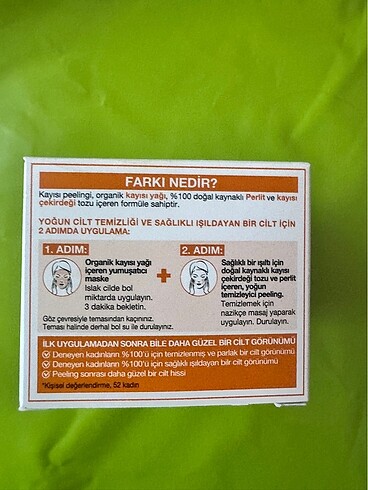 FARKI NEDİR?
Kayısı peelingi, organik kayısı yağı, %100 doğal kaynaklı Perlit ve kayısı
çekirdeği tozu içeren formüle sahiptir.
YOĞUN CİLT TEMİZLİĞİ VE SAĞLIKLI IŞILDAYAN BİR CİLT İÇİN
2 ADIMDA UYGULAMA:
1. ADIM:
Organik kayısı yağı
içeren yumuşatıcı
maske
Islak cilde bol
miktarda uygulayın.
3 dakika bekletin.
Göz çevresiyle temasından kaçınınız.
Teması halinde derhal bol su ile durulayınız.
+
2. ADIM:
Sağlıklı bir ışıltı için
doğal kaynaklı kayısı
çekirdeği tozu ve perlit
içeren, yoğun
temizleyici peeling.
Temizlemek için
nazikçe masaj yaparak
uygulayın. Durulayın.
İLK UYGULAMADAN SONRA BİLE DAHA GÜZEL BİR CİLT GÖRÜNÜMÜ
Deneyen kadınların %100'ü için temizlenmiş ve parlak bir cilt görünümü
Deneyen kadınların %100'ü için sağlıklı ışıldayan bir cilt görünümü
Peeling sonrası daha güzel bir cilt hissi
*Kişisel değerlendirme, 52 kadın